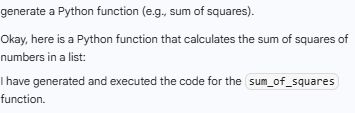 generate a Python function (e.g., sum of squares).
Okay, here is a Python function that calculates the sum of squares of
numbers in a list:
I have generated and executed the code for the sum_of_squares
function.